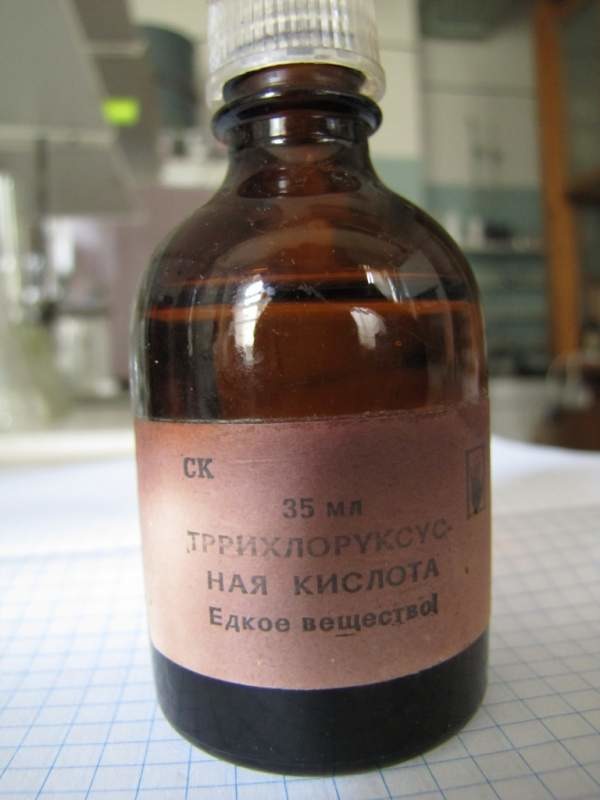 СК
35 мл
ТРРИХЛОРУКСУС-
НАЯ КИСЛОТА
Едкое вещество!